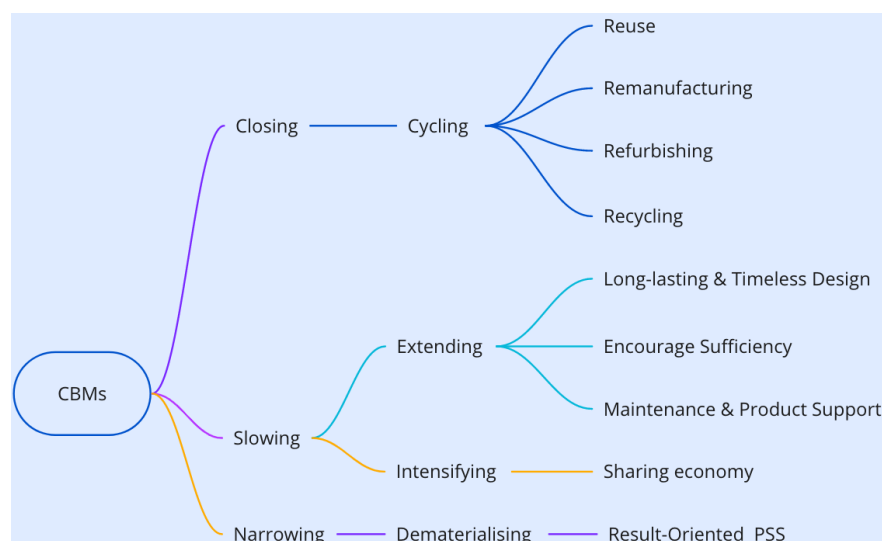 Reuse
Remanufacturing
Closing
Cycling
Refurbishing
Recycling
Long-lasting & Timeless Design
Extending
Encourage Sufficiency
CBMs
Maintenance & Product Support
Slowing
Intensifying
Sharing economy
Narrowing
Dematerialising
Result-Oriented PSS